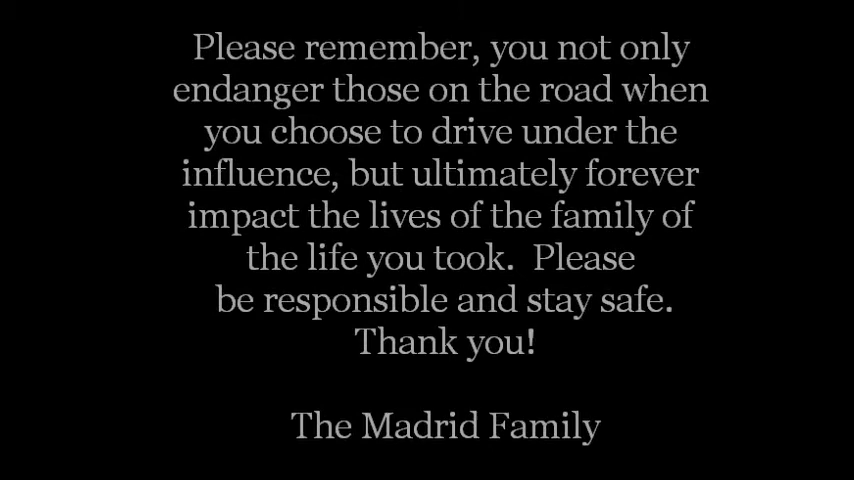 Please remember, you not only
endanger those on the road when
you choose to drive under the
influence, but ultimately forever
impact the lives of the family of
the life you took.  Please
be responsible and stay safe.
Thank you!
The Madrid Family